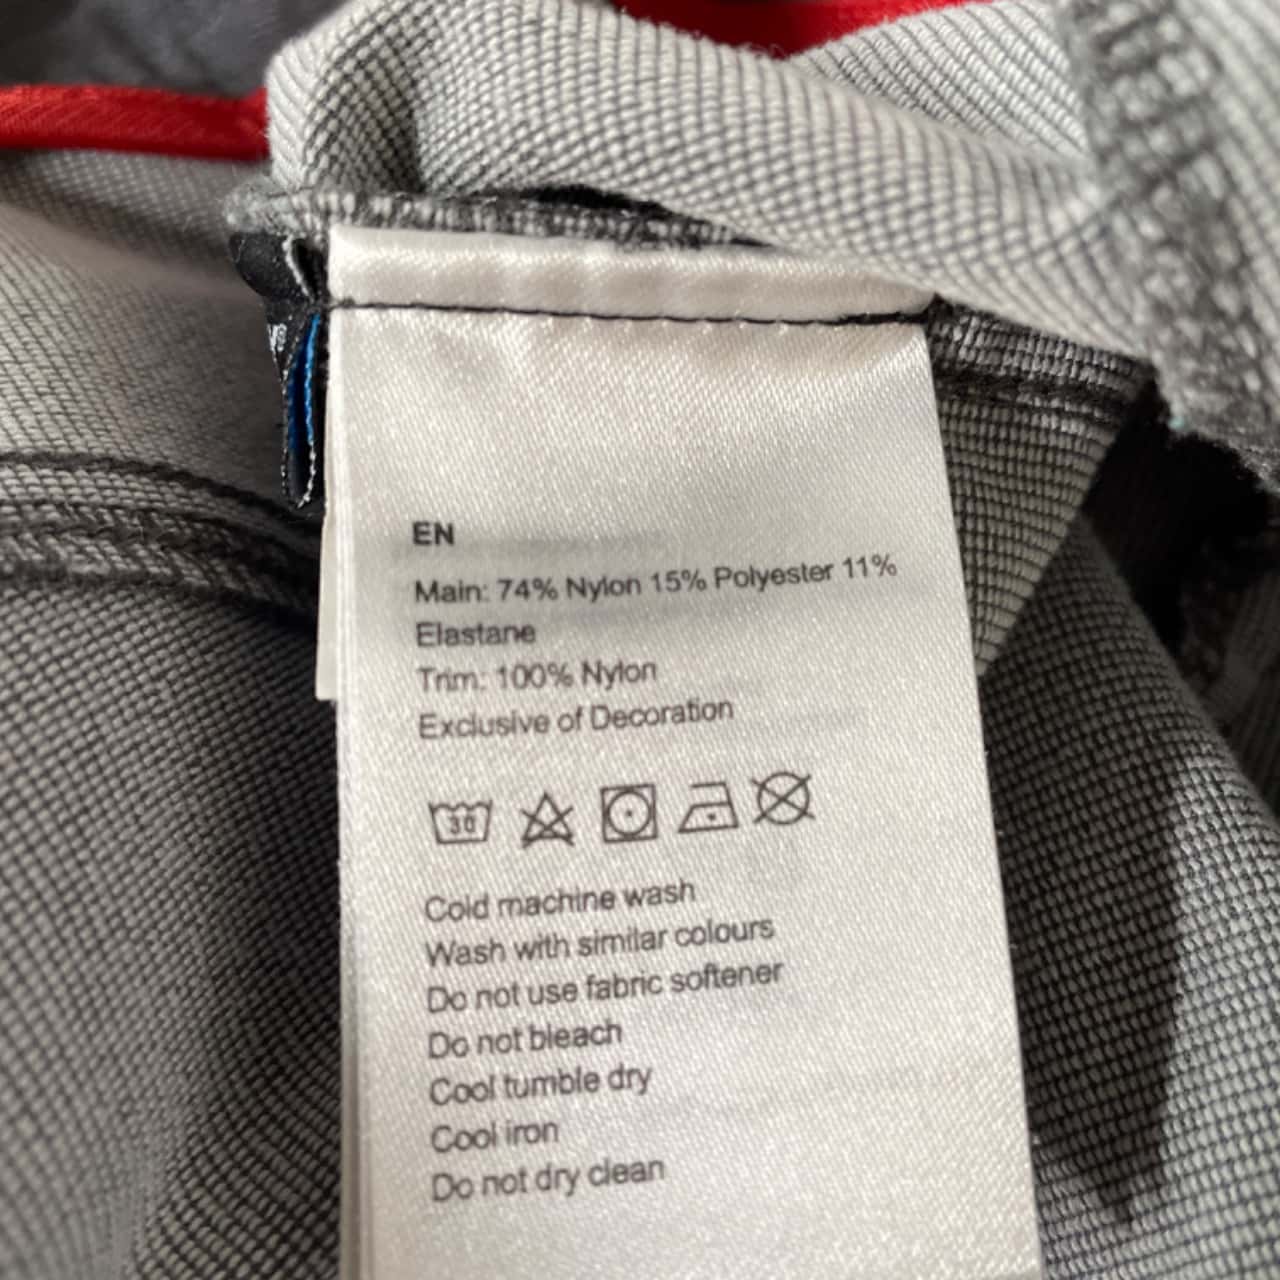 EN
Main: 74% Nylon 15% Polyester 11%
Elastane
Trim: 100% Nylon
Exclusive of Decoration
30
Cold machine wash
Wash with similar colours
Do not use fabric softener
Do not bleach
Cool tumble dry
Cool iron
Do not dry clean